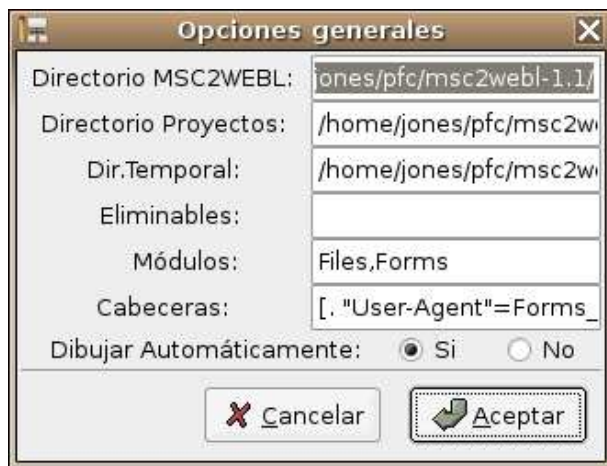 Opciones generales
Directorio MSC2WEBL: jones/pfc/msc2webl-1.1/
Directorio Proyectos: /home/jones/pfc/msc2w
Dir.Temporal: /home/jones/pfc/msc2w
Eliminables:
Módulos: Files,Forms
Cabeceras: [. "User-Agent"=Forms_
Dibujar Automáticamente: Si No
Cancelar Aceptar